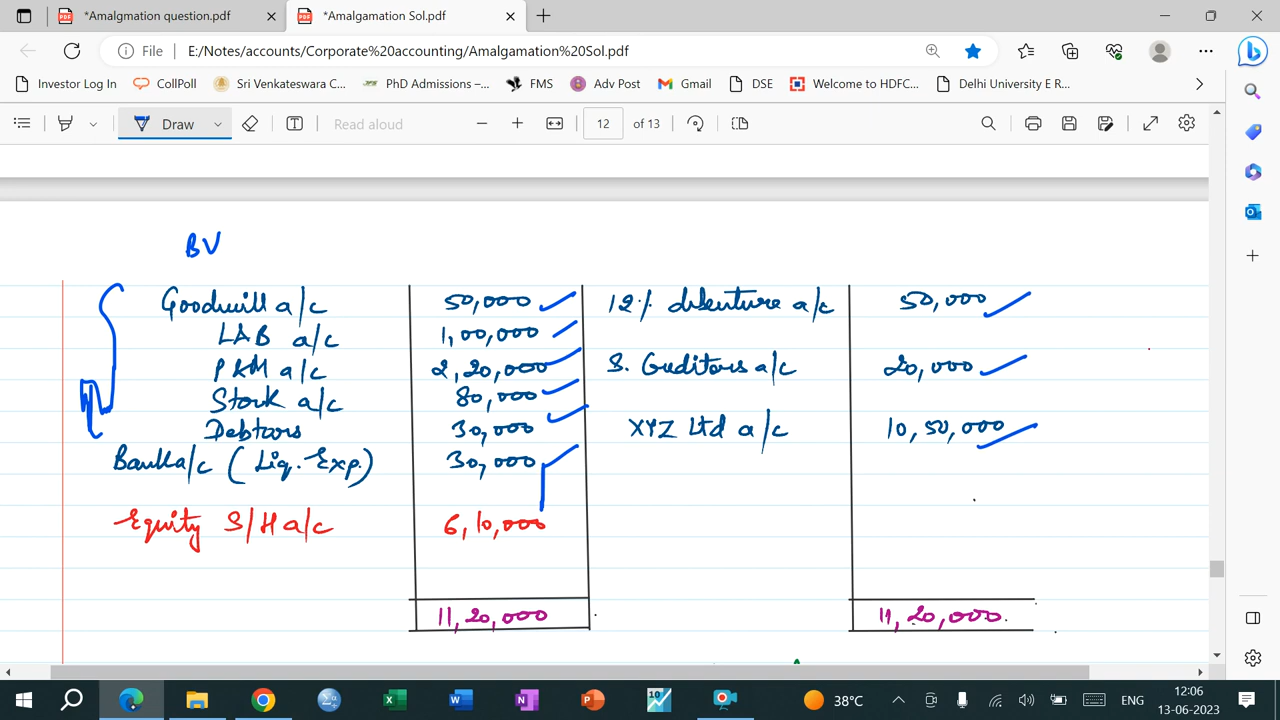 *Amalgmation question.pdf
*Amalgamation Sol.pdf
File E:/Notes/accounts/Corporate%20accounting/Amalgamation%20Sol.pdf
Investor Log In CollPoll Sri Venkateswara C... PhD Admissions –... FMS Adv Post Gmail DSE Welcome to HDFC... Delhi University E R...
Draw Read aloud 12 of 13
BV
Goodwill a/c 50,000 12% debenture a/c 50,000
L&B a/c 1,00,000
P&M a/c 2,20,000 S. Creditors a/c 20,000
Stock a/c 80,000
Debtors 30,000 XYZ Ltd a/c 10,50,000
Bank a/c (Liq. Exp.) 30,000
Equity S/H a/c 6,10,000
11,20,000 11,20,000
38°C ENG 12:06
13-06-2023